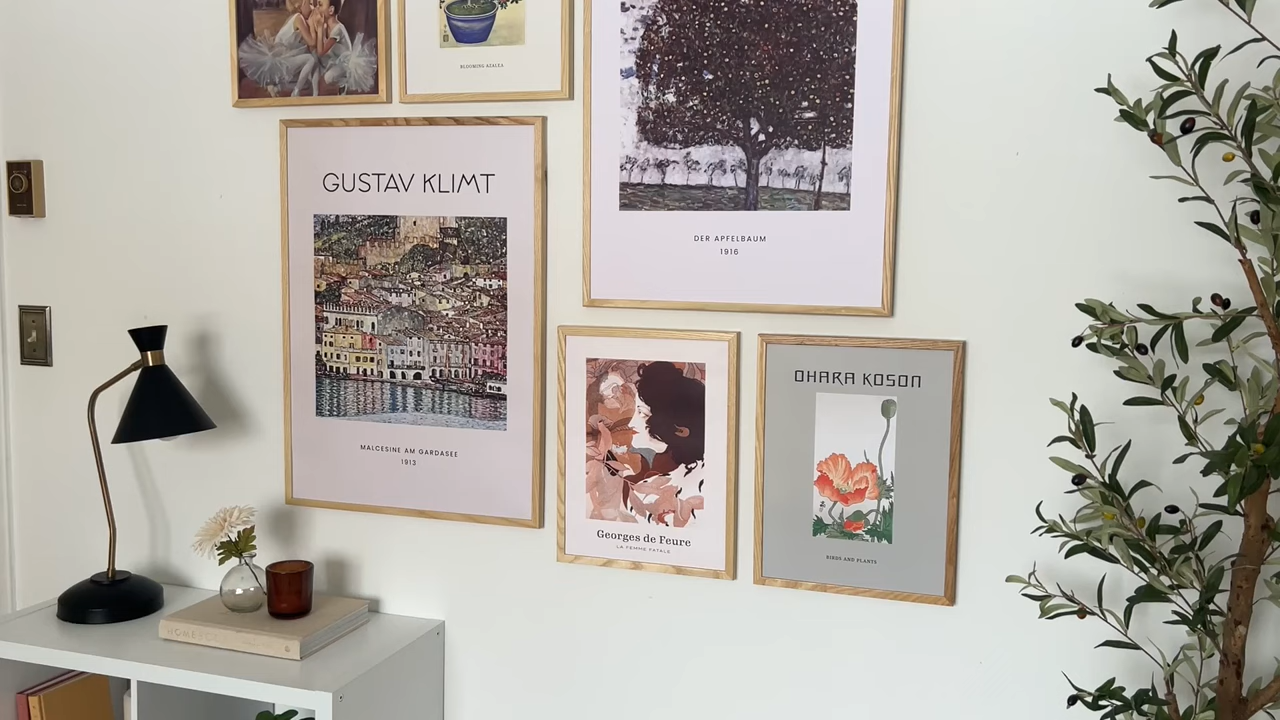 BLOOMING AZALEA
GUSTAV KLIMT
MALCESINE AM GARDASEE
1913
DER APFELBAUM
1916
Georges de Feure
LA FEMME FATALE
OHARA KOSON
BIRDS AND PLANTS